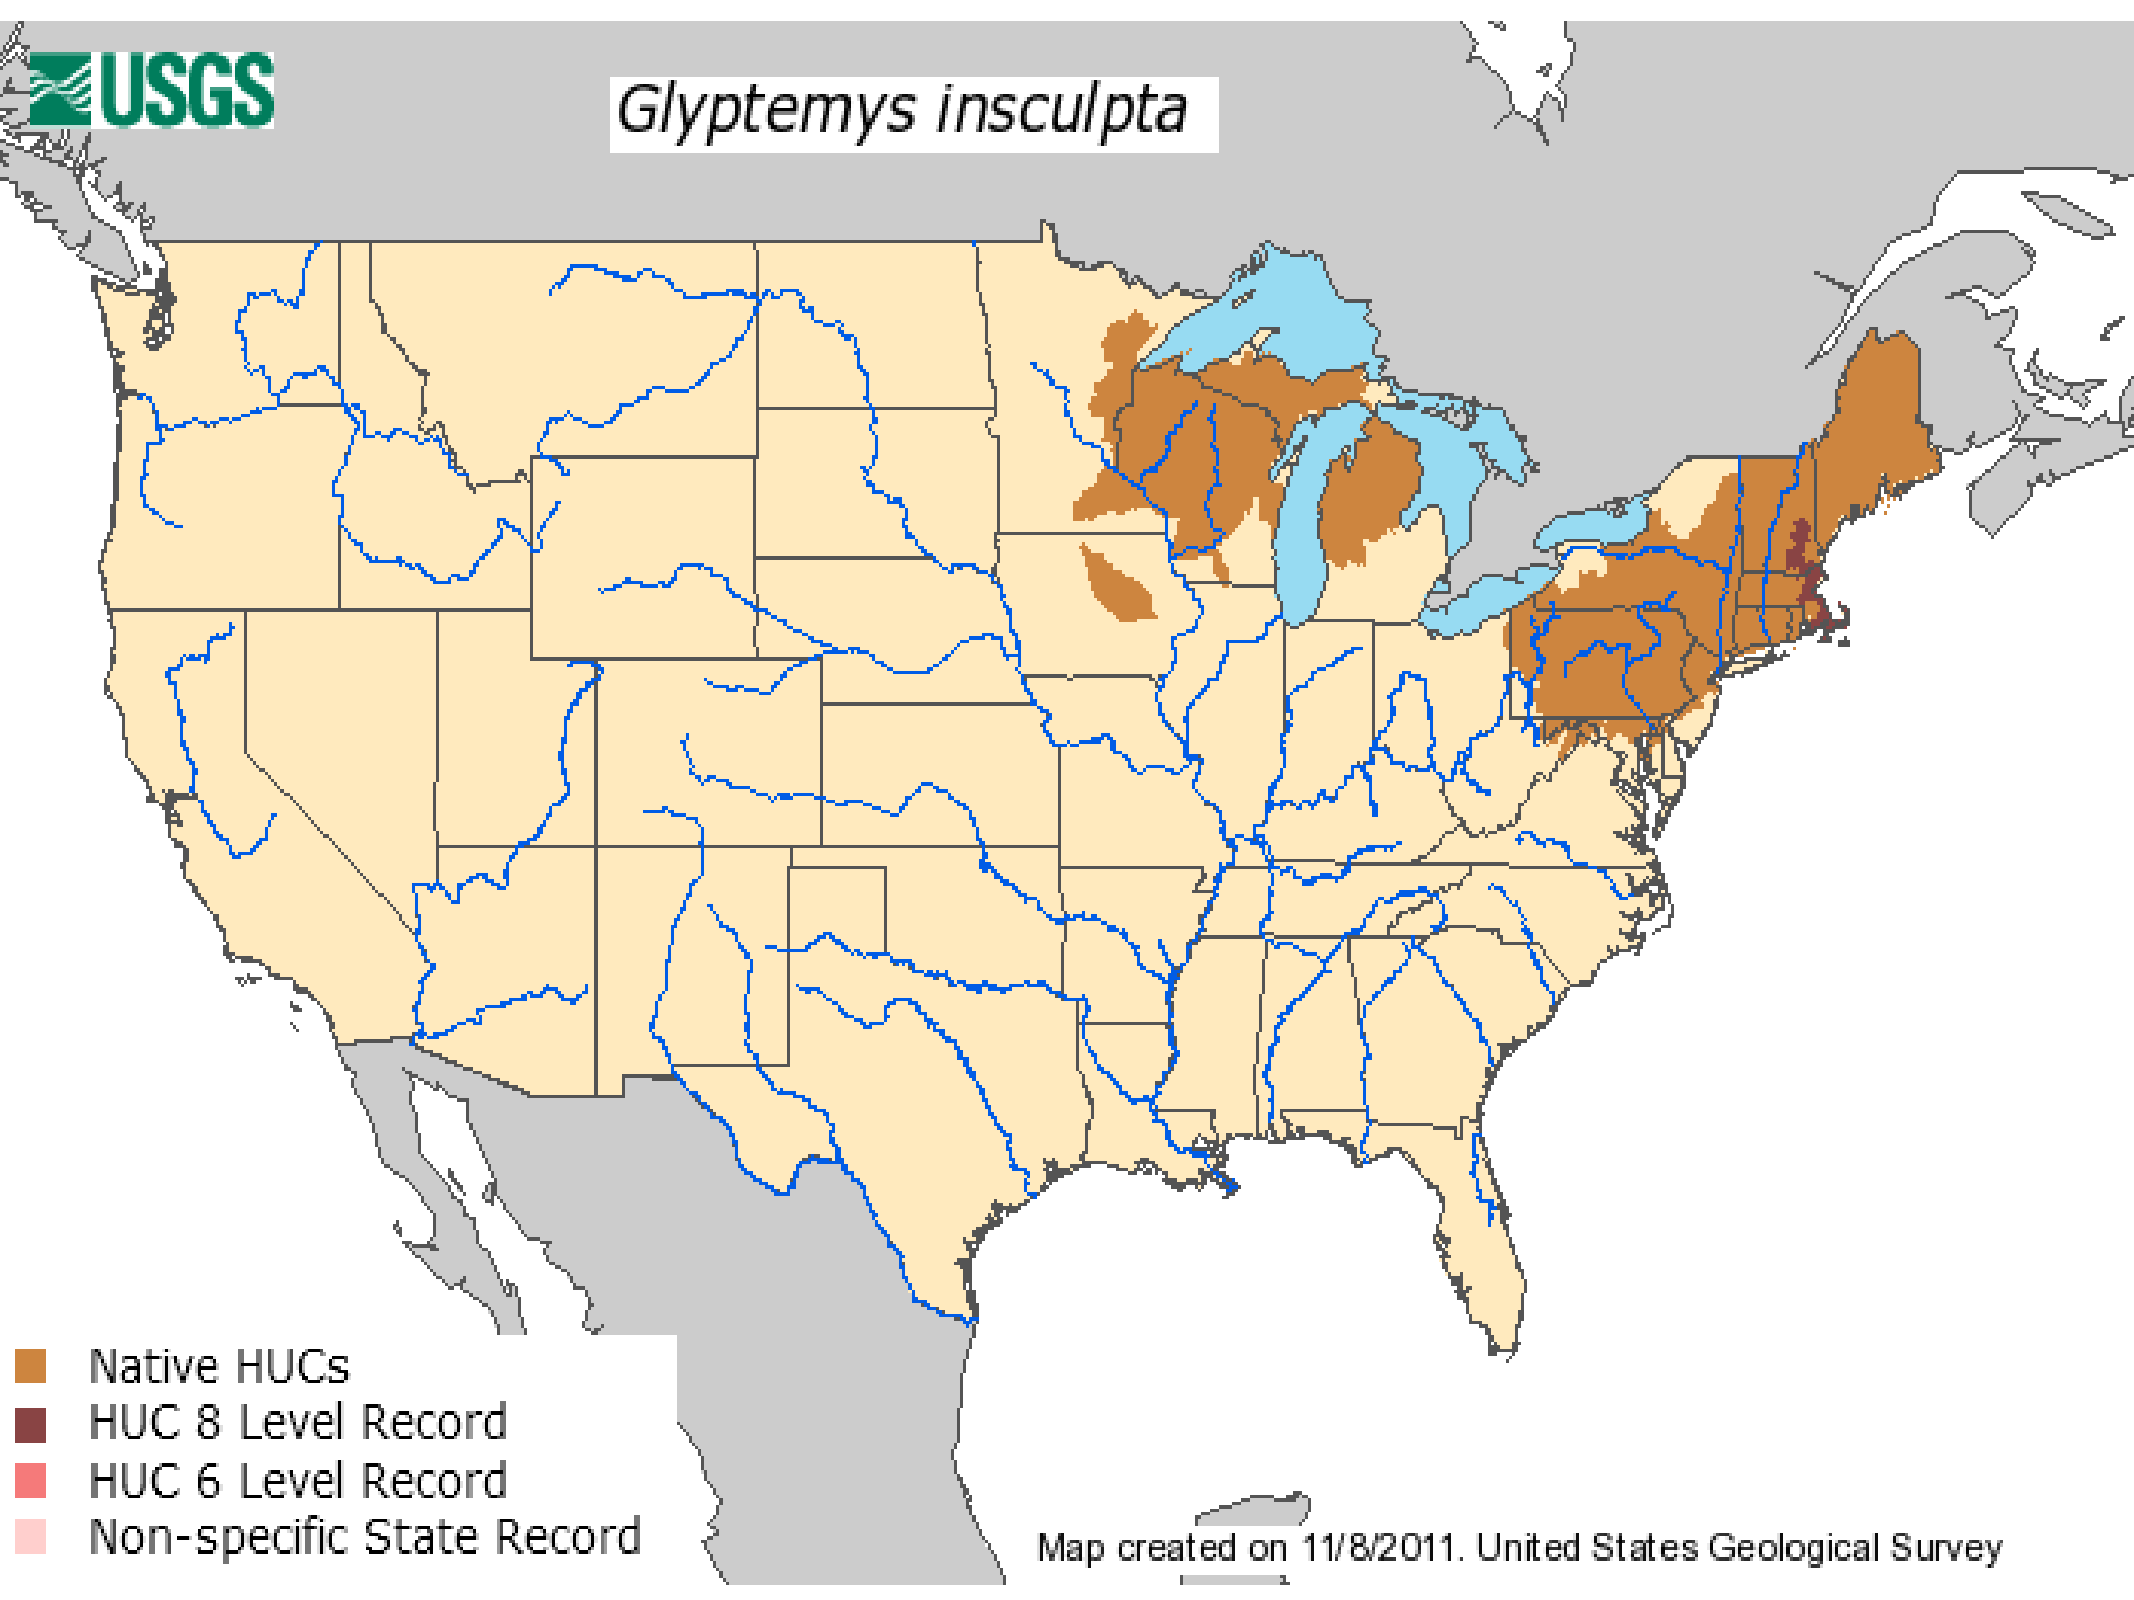 USGS
Glyptemys insculpta
Native HUCs
HUC 8 Level Record
HUC 6 Level Record
Non-specific State Record
Map created on 11/8/2011. United States Geological Survey